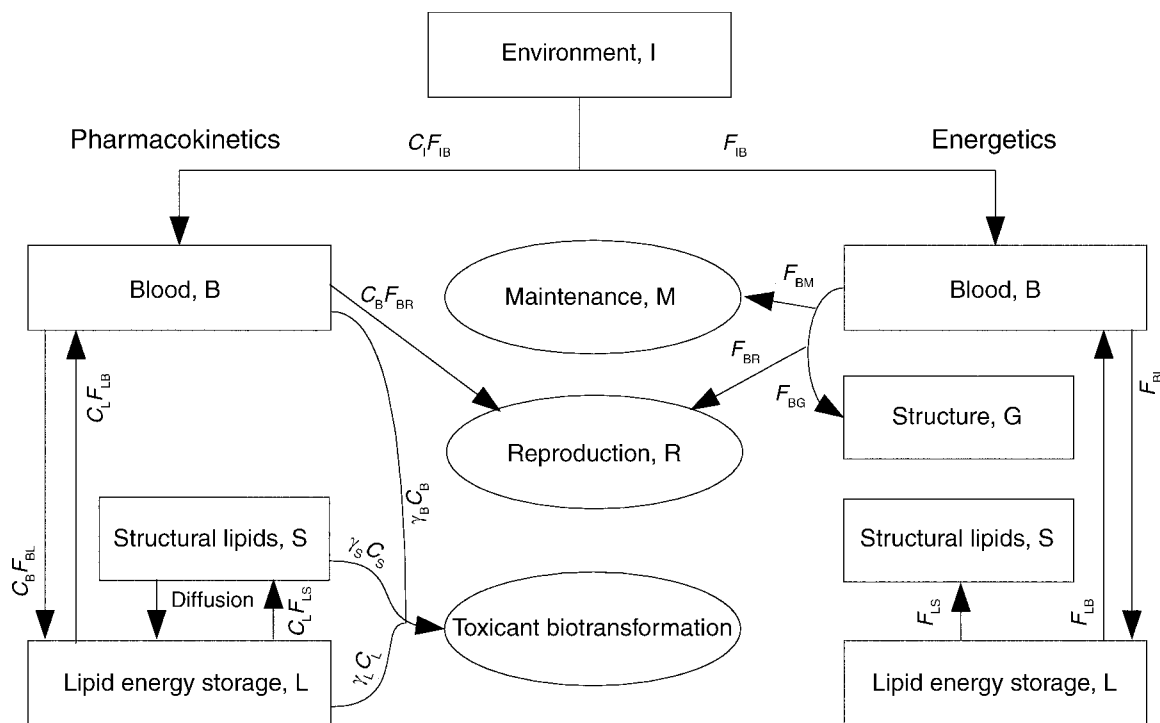 Environment, I
Pharmacokinetics
C_I F_IB
F_IB
Energetics
Blood, B
C_B F_BR
Maintenance, M
F_BM
Blood, B
C_L F_LB
F_BR
F_BL
F_BG
Structure, G
Reproduction, R
γ_B C_B
Structural lipids, S
γ_S C_S
Structural lipids, S
C_B F_BL
Diffusion
C_L F_LS
Toxicant biotransformation
F_LS
F_LB
Lipid energy storage, L
γ_L C_L
Lipid energy storage, L